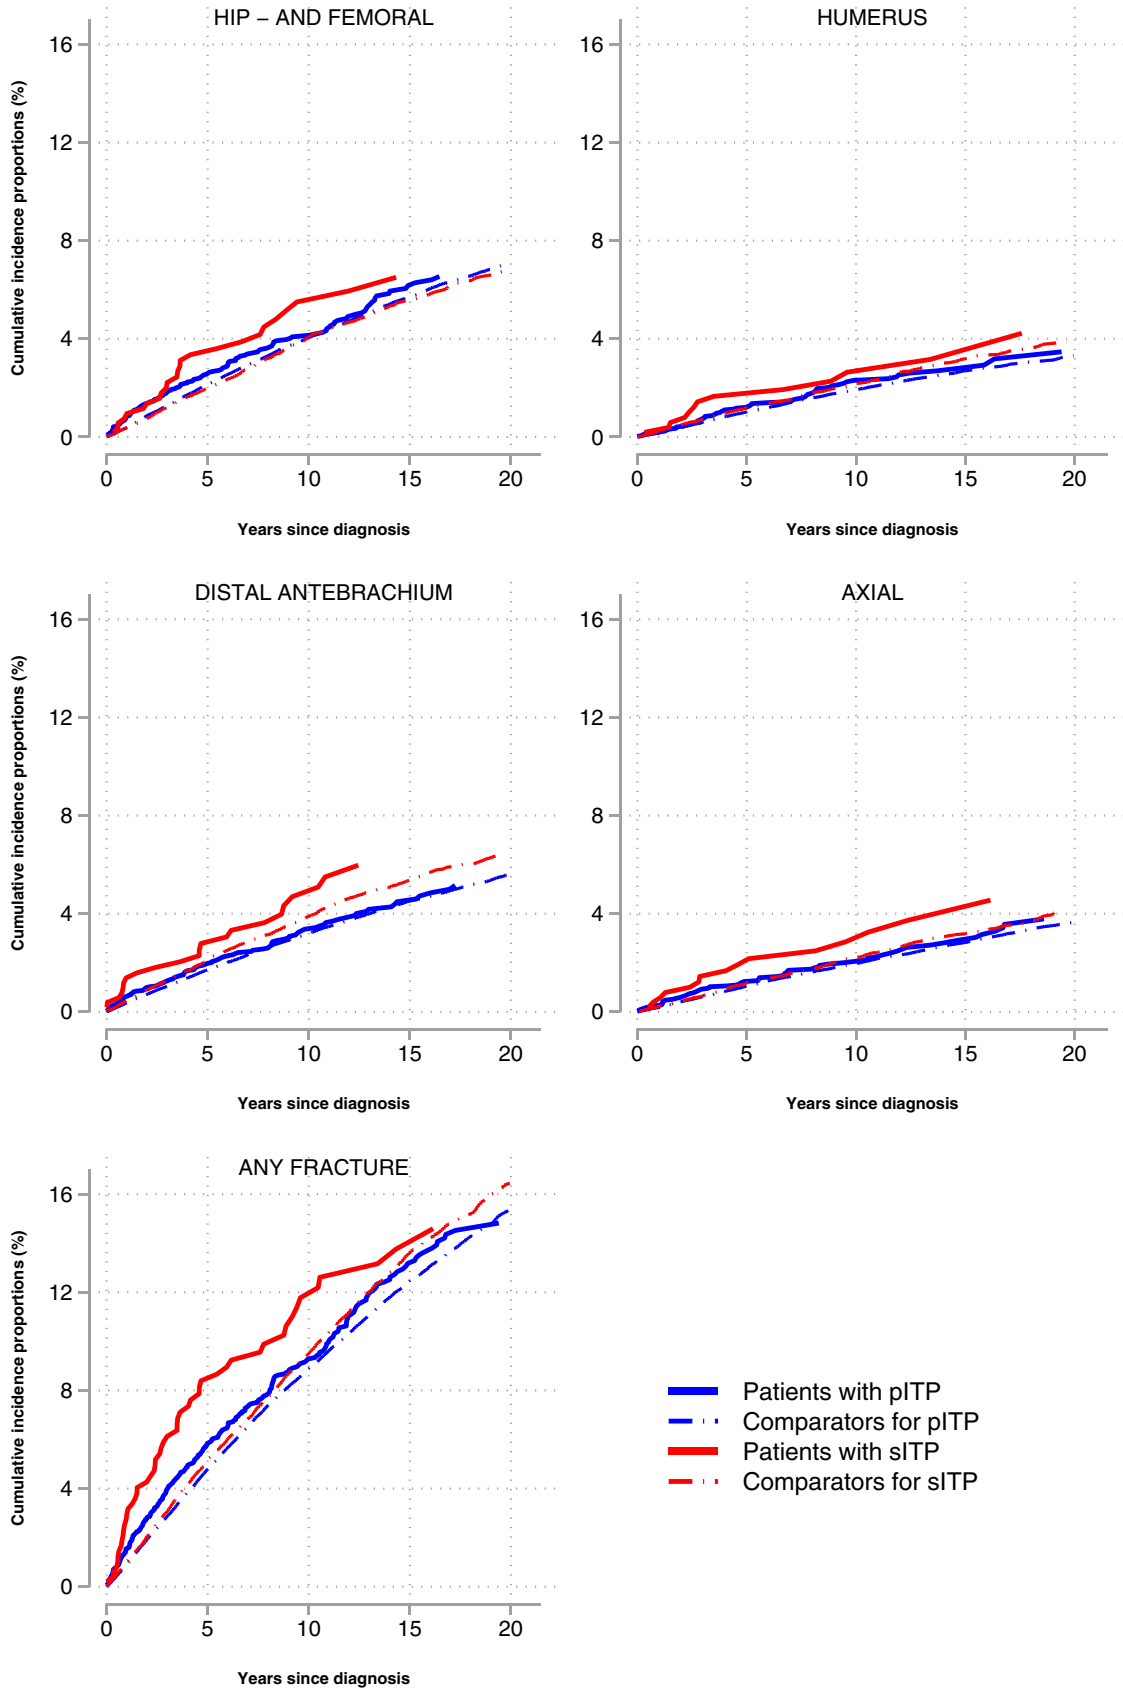 HIP – AND FEMORAL
Cumulative incidence proportions (%)
16
12
8
4
0
0 5 10 15 20
Years since diagnosis
HUMERUS
16
12
8
4
0
0 5 10 15 20
Years since diagnosis
DISTAL ANTEBRACHIUM
Cumulative incidence proportions (%)
16
12
8
4
0
0 5 10 15 20
Years since diagnosis
AXIAL
16
12
8
4
0
0 5 10 15 20
Years since diagnosis
ANY FRACTURE
Cumulative incidence proportions (%)
16
12
8
4
0
0 5 10 15 20
Years since diagnosis
Patients with pITP
Comparators for pITP
Patients with sITP
Comparators for sITP